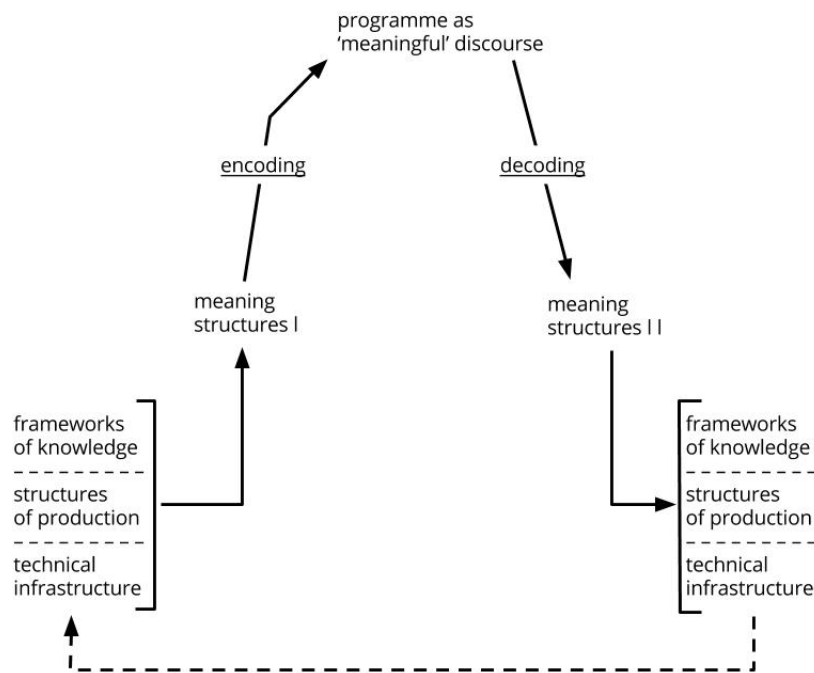 programme as
‘meaningful’ discourse
encoding
decoding
meaning
structures l
meaning
structures l l
frameworks
of knowledge
structures
of production
technical
infrastructure
frameworks
of knowledge
structures
of production
technical
infrastructure